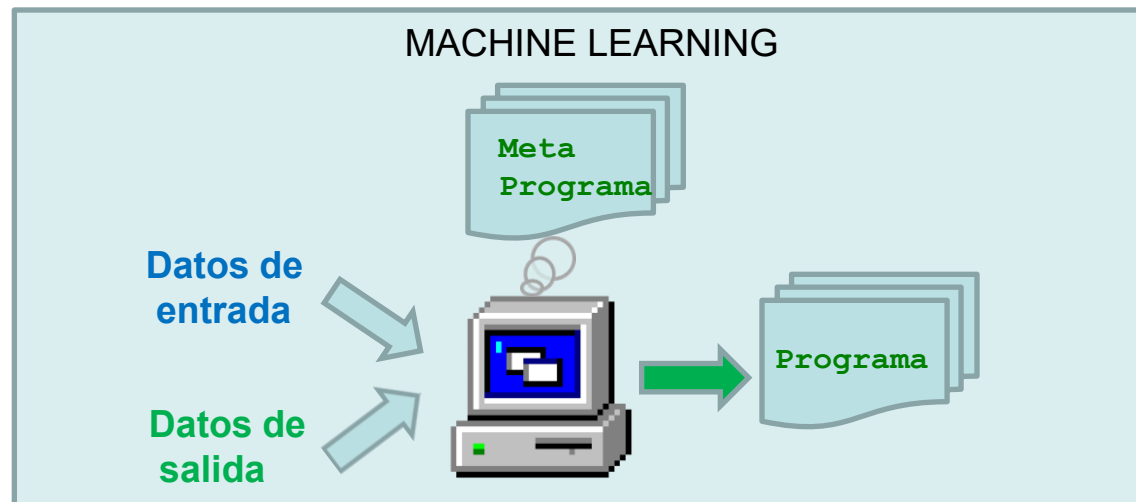 MACHINE LEARNING
Meta
Programa
Datos de
entrada
Programa
Datos de
salida